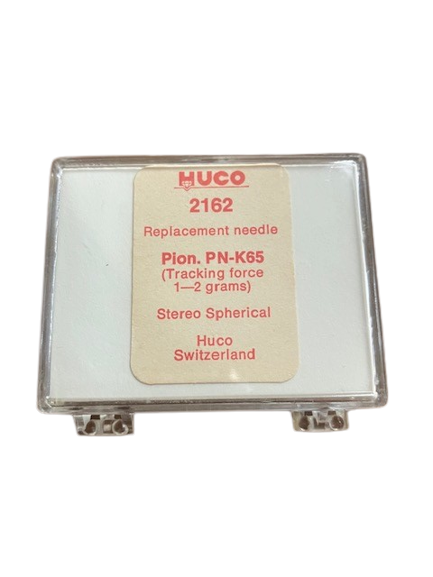 HUCO
2162
Replacement needle
Pion. PN-K65
(Tracking force
1—2 grams)
Stereo Spherical
Huco
Switzerland